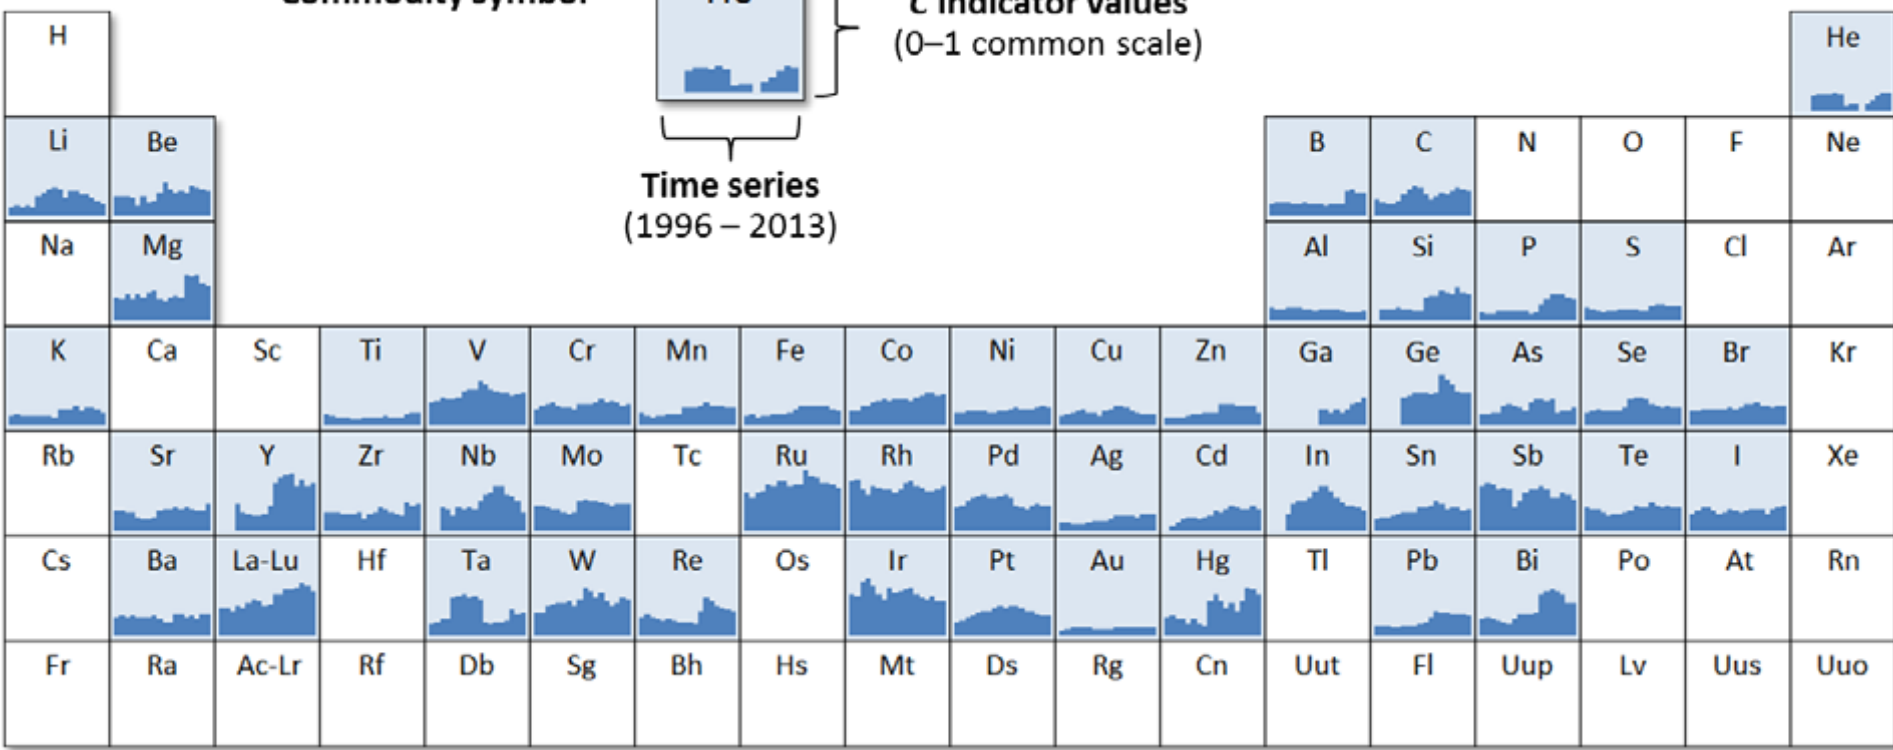 commodity symbol
C indicator values
(0–1 common scale)
H
He
Li Be
B C N O F Ne
Time series
(1996 – 2013)
Na Mg
Al Si P S Cl Ar
K Ca Sc Ti V Cr Mn Fe Co Ni Cu Zn Ga Ge As Se Br Kr
Rb Sr Y Zr Nb Mo Tc Ru Rh Pd Ag Cd In Sn Sb Te I Xe
Cs Ba La-Lu Hf Ta W Re Os Ir Pt Au Hg Tl Pb Bi Po At Rn
Fr Ra Ac-Lr Rf Db Sg Bh Hs Mt Ds Rg Cn Uut Fl Uup Lv Uus Uuo